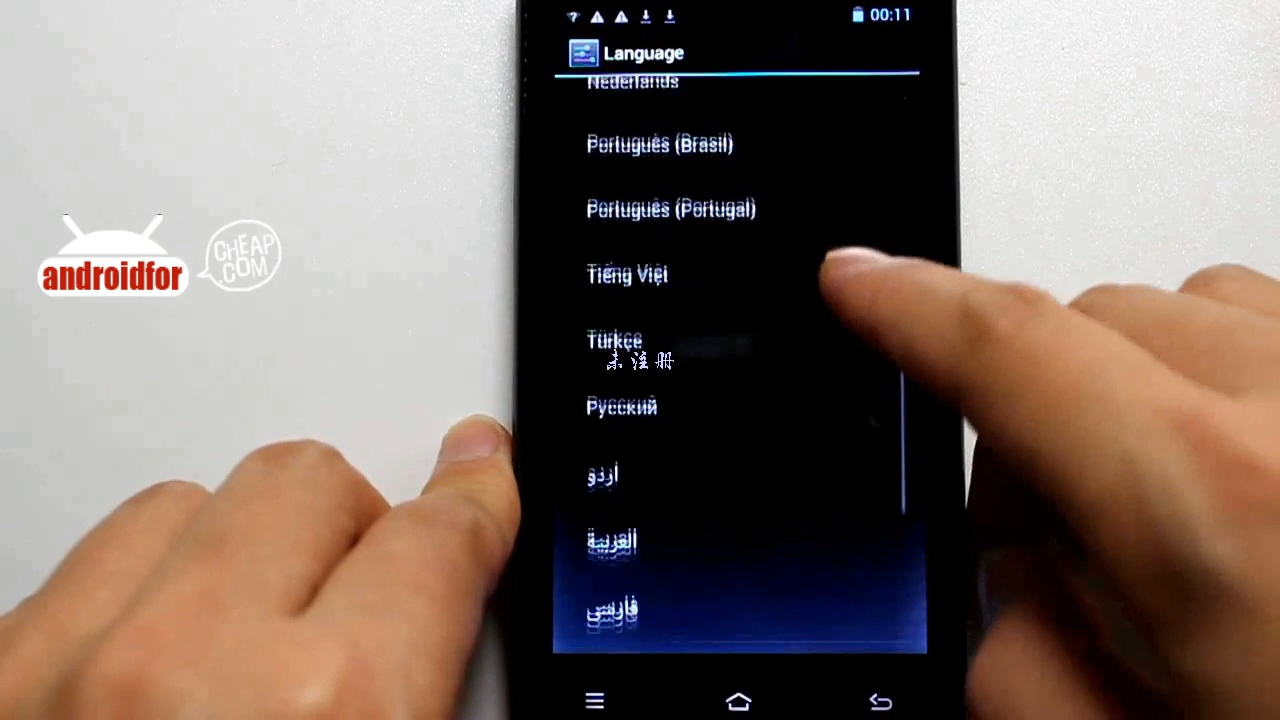 00:11
Language
Nederlands
Português (Brasil)
Português (Portugal)
Tiếng Việt
Türkçe
未注册
Русский
اردو
العربية
فارسی
androidfor
CHEAP
.COM